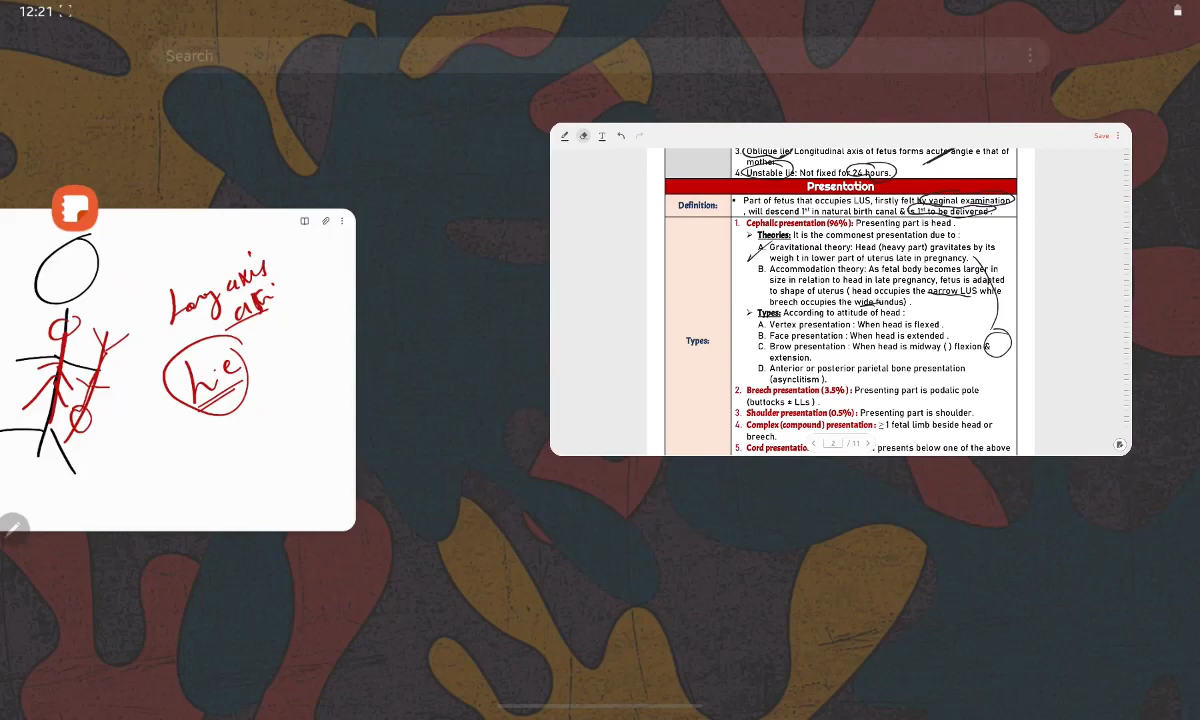 12:21
Search
Long axis
Save
3. Oblique lie: Longitudinal axis of fetus forms acute angle e that of
mother.
4. Unstable lie: Not fixed for 24 hours.
Presentation
Definition:
• Part of fetus that occupies LUS, firstly felt by vaginal examination
, will descend 1st in natural birth canal & is 1st to be delivered .
Types:
1. Cephalic presentation (96%): Presenting part is head .
➢ Theories: It is the commonest presentation due to :
A. Gravitational theory: Head (heavy part) gravitates by its
weigh t in lower part of uterus late in pregnancy.
B. Accommodation theory: As fetal body becomes larger in
size in relation to head in late pregnancy, fetus is adapted
to shape of uterus ( head occupies the narrow LUS while
breech occupies the wide fundus) .
➢ Types: According to attitude of head :
A. Vertex presentation : When head is flexed .
B. Face presentation : When head is extended .
C. Brow presentation : When head is midway ( ) flexion &
extension.
D. Anterior or posterior parietal bone presentation
(asynclitism ).
2. Breech presentation (3.5%) : Presenting part is podalic pole
(buttocks ± LLs ) .
3. Shoulder presentation (0.5%) : Presenting part is shoulder.
4. Complex (compound) presentation : ≥ 1 fetal limb beside head or
breech.
5. Cord presentatio. , presents below one of the above
2 / 11